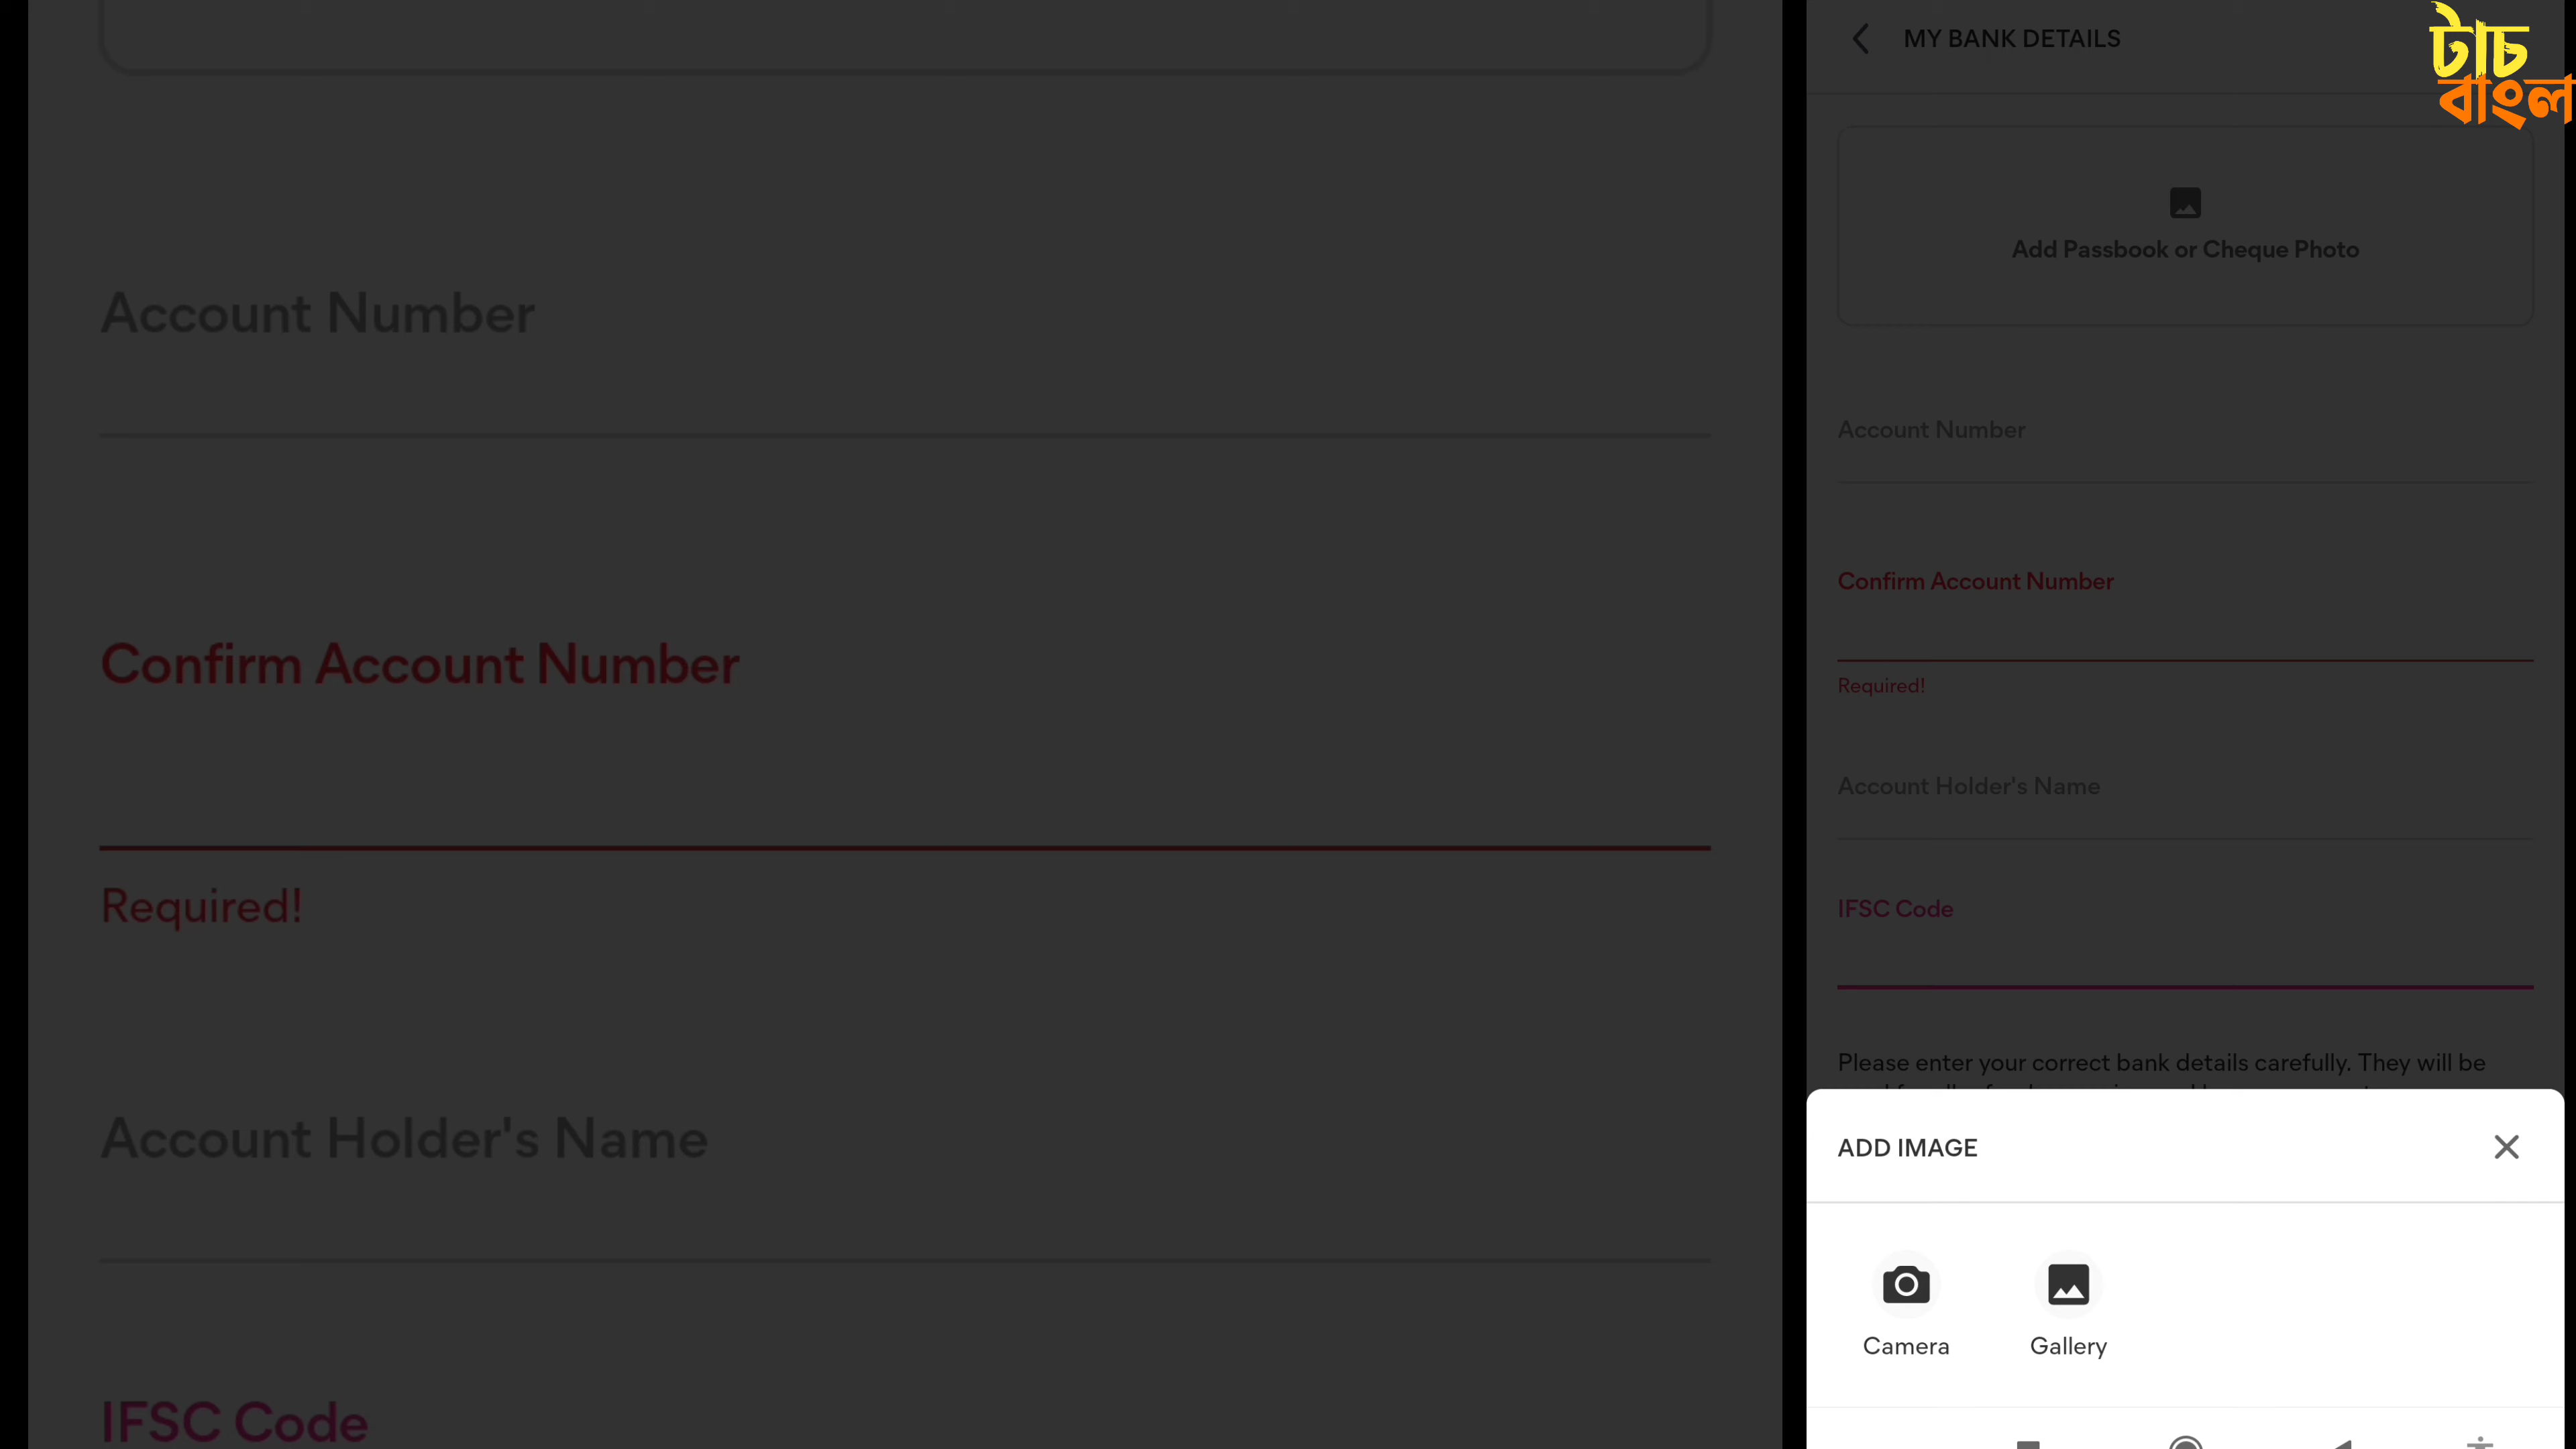 Account Number
Confirm Account Number
Required!
Account Holder's Name
IFSC Code
MY BANK DETAILS
টাচ
বাংলা
Add Passbook or Cheque Photo
Account Number
Confirm Account Number
Required!
Account Holder's Name
IFSC Code
Please enter your correct bank details carefully. They will be
ADD IMAGE
Camera
Gallery